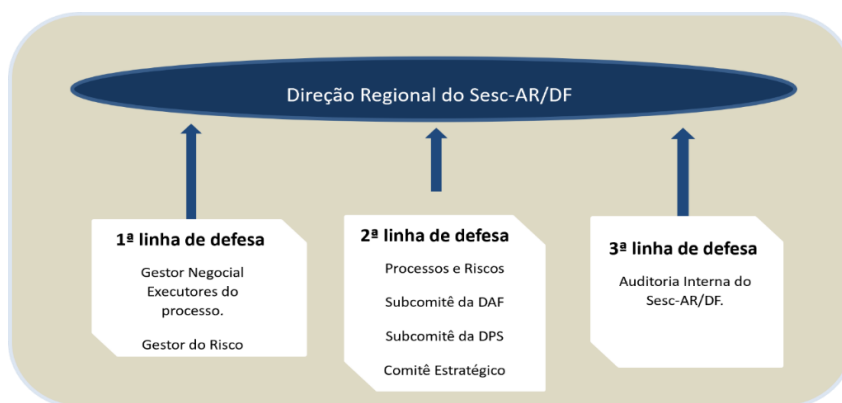 Direção Regional do Sesc-AR/DF
1ª linha de defesa
Gestor Negocial
Executores do
processo.
Gestor do Risco
2ª linha de defesa
Processos e Riscos
Subcomitê da DAF
Subcomitê da DPS
Comitê Estratégico
3ª linha de defesa
Auditoria Interna do
Sesc-AR/DF.